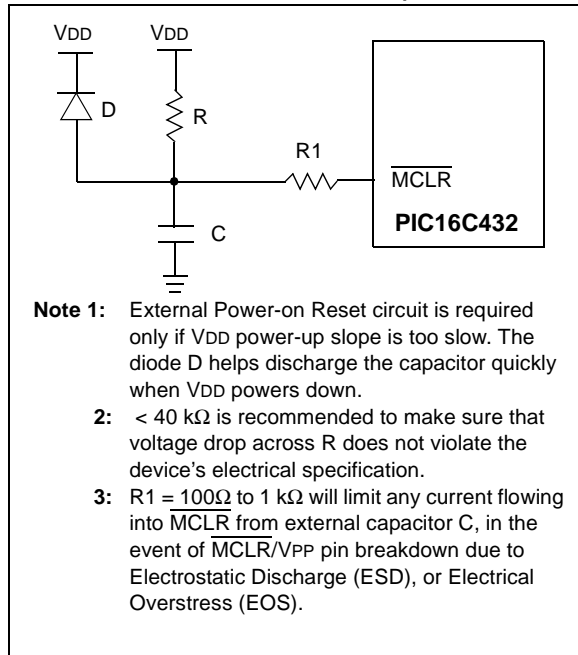 VDD VDD
D
R
R1
MCLR
PIC16C432
C
Note 1: External Power-on Reset circuit is required
only if VDD power-up slope is too slow. The
diode D helps discharge the capacitor quickly
when VDD powers down.
2: < 40 kΩ is recommended to make sure that
voltage drop across R does not violate the
device's electrical specification.
3: R1 = 100Ω to 1 kΩ will limit any current flowing
into MCLR from external capacitor C, in the
event of MCLR/VPP pin breakdown due to
Electrostatic Discharge (ESD), or Electrical
Overstress (EOS).